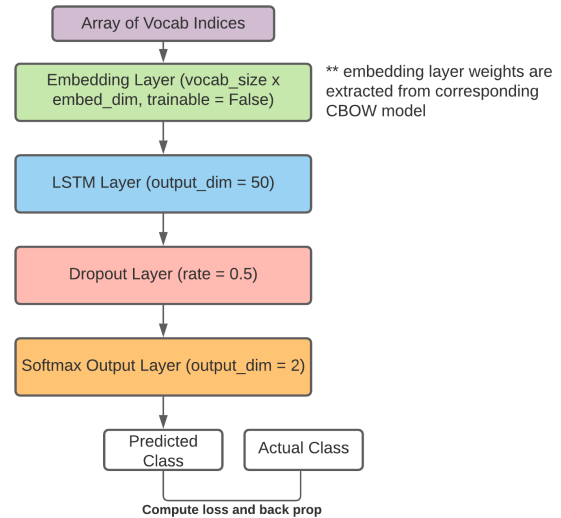 Array of Vocab Indices
Embedding Layer (vocab_size x
embed_dim, trainable = False)
** embedding layer weights are
extracted from corresponding
CBOW model
LSTM Layer (output_dim = 50)
Dropout Layer (rate = 0.5)
Softmax Output Layer (output_dim = 2)
Predicted
Class
Actual Class
Compute loss and back prop